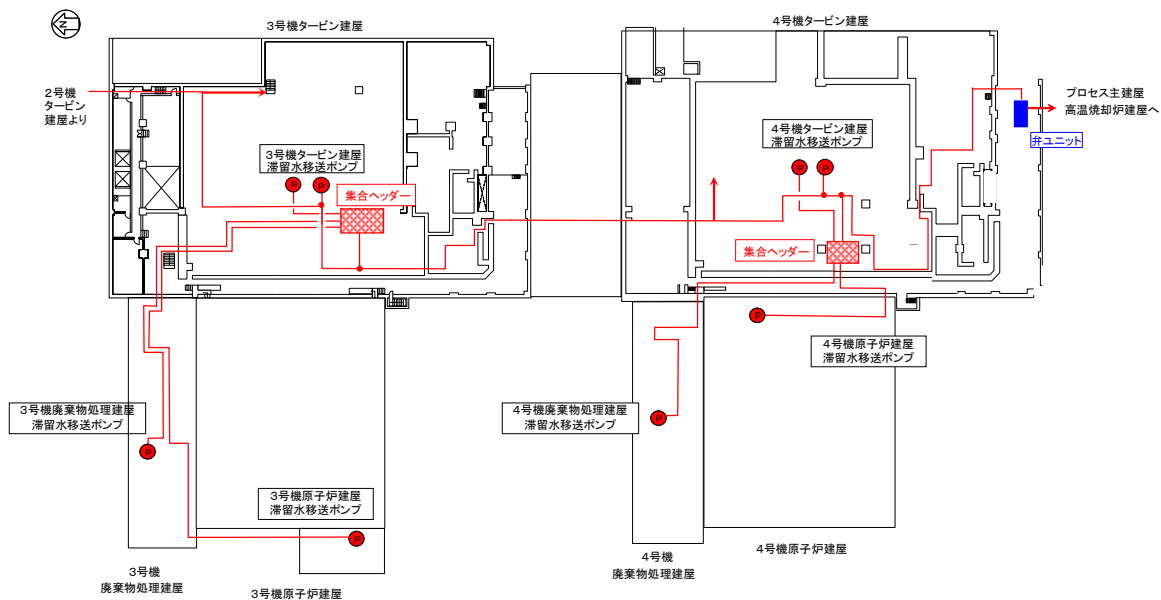 N
3号機タービン建屋
4号機タービン建屋
2号機
タービン
建屋より
プロセス主建屋
高温焼却炉建屋へ
弁ユニット
3号機タービン建屋
滞留水移送ポンプ
4号機タービン建屋
滞留水移送ポンプ
P
P
P
P
集合ヘッダー
集合ヘッダー
P
4号機原子炉建屋
滞留水移送ポンプ
3号機廃棄物処理建屋
滞留水移送ポンプ
P
4号機廃棄物処理建屋
滞留水移送ポンプ
P
3号機原子炉建屋
滞留水移送ポンプ
P
3号機
廃棄物処理建屋
3号機原子炉建屋
4号機
廃棄物処理建屋
4号機原子炉建屋